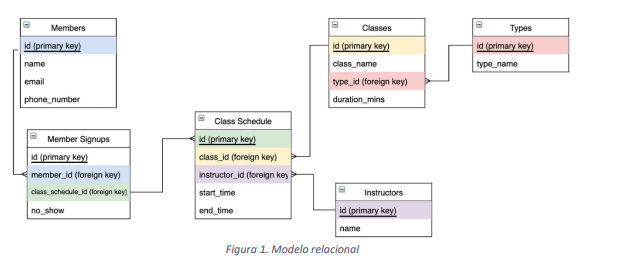 Members
id (primary key)
name
email
phone_number
Member Signups
id (primary key)
member_id (foreign key)
class_schedule_id (foreign key)
no_show
Class Schedule
id (primary key)
class_id (foreign key)
instructor_id (foreign key)
start_time
end_time
Classes
id (primary key)
class_name
type_id (foreign key)
duration_mins
Types
id (primary key)
type_name
Instructors
id (primary key)
name
Figura 1. Modelo relacional